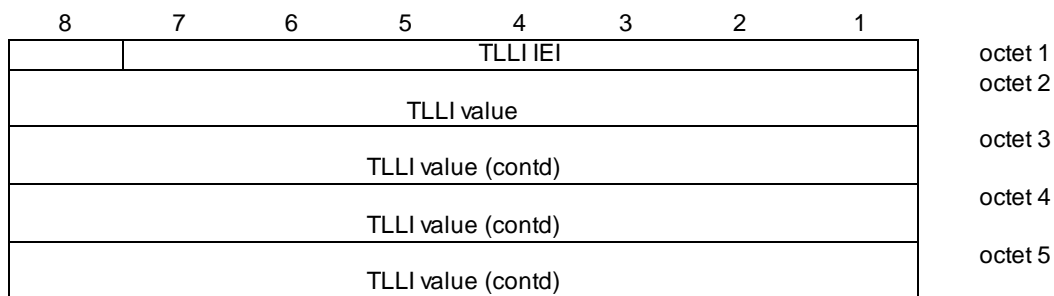 8 7 6 5 4 3 2 1
TLLI IEI octet 1
octet 2
TLLI value
octet 3
TLLI value (contd)
octet 4
TLLI value (contd)
octet 5
TLLI value (contd)